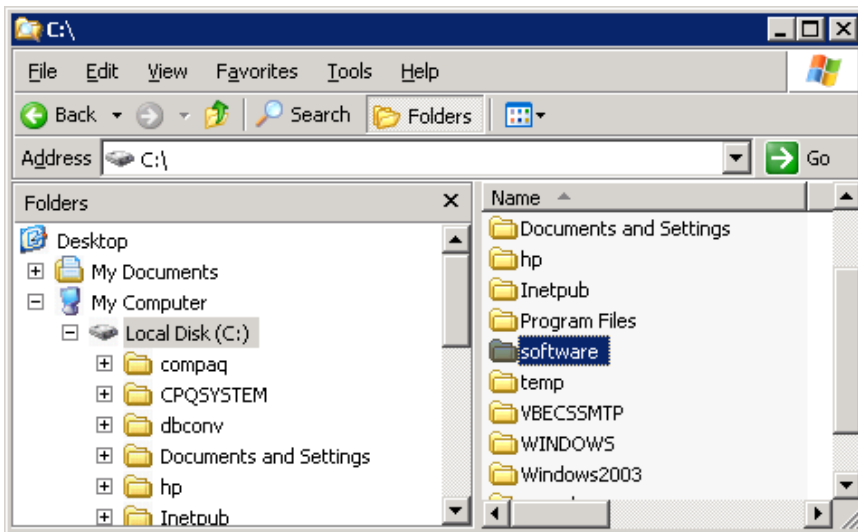 C:\
File Edit View Favorites Tools Help
Back Search Folders
Address C:\ Go
Folders
Desktop
My Documents
My Computer
Local Disk (C:)
compaq
CPQSYSTEM
dbconv
Documents and Settings
hp
Inetpub
Name
Documents and Settings
hp
Inetpub
Program Files
software
temp
VBECSSMTP
WINDOWS
Windows2003